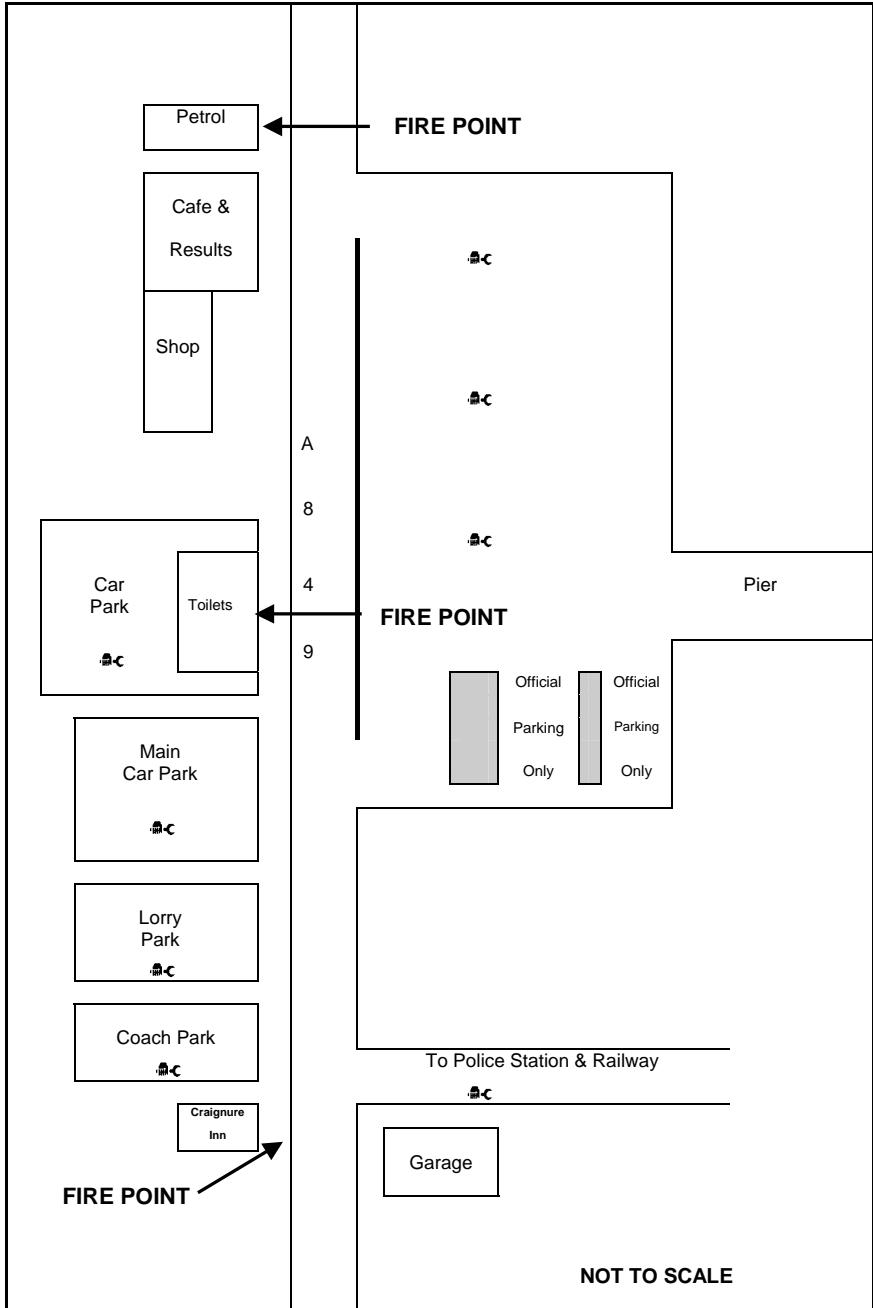 Petrol
FIRE POINT
Cafe &
Results
Shop
A
8
4
9
Car
Park
Toilets
FIRE POINT
Pier
Official
Parking
Only
Official
Parking
Only
Main
Car Park
Lorry
Park
Coach Park
To Police Station & Railway
Craignure
Inn
Garage
FIRE POINT
NOT TO SCALE